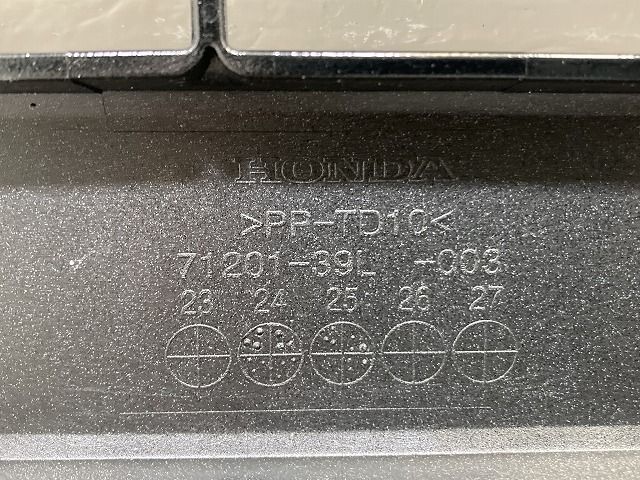 HONDA
>PP-TD10<
71201-39L -003
23 24 25 26 27